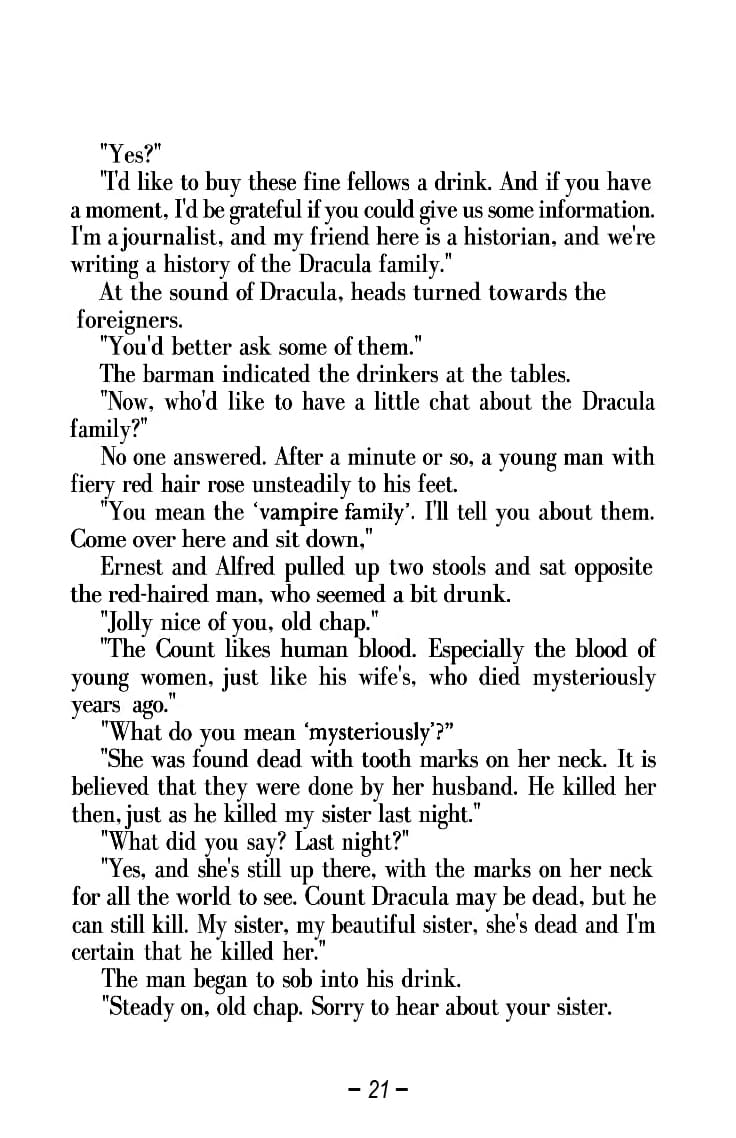 "Yes?"
"I'd like to buy these fine fellows a drink. And if you have
a moment, I'd be grateful if you could give us some information.
I'm a journalist, and my friend here is a historian, and we're
writing a history of the Dracula family."
At the sound of Dracula, heads turned towards the
foreigners.
"You'd better ask some of them."
The barman indicated the drinkers at the tables.
"Now, who'd like to have a little chat about the Dracula
family?"
No one answered. After a minute or so, a young man with
fiery red hair rose unsteadily to his feet.
"You mean the ‘vampire family’. I'll tell you about them.
Come over here and sit down,"
Ernest and Alfred pulled up two stools and sat opposite
the red-haired man, who seemed a bit drunk.
"Jolly nice of you, old chap."
"The Count likes human blood. Especially the blood of
young women, just like his wife's, who died mysteriously
years ago."
"What do you mean ‘mysteriously’?”
"She was found dead with tooth marks on her neck. It is
believed that they were done by her husband. He killed her
then, just as he killed my sister last night."
"What did you say? Last night?"
"Yes, and she's still up there, with the marks on her neck
for all the world to see. Count Dracula may be dead, but he
can still kill. My sister, my beautiful sister, she's dead and I'm
certain that he killed her."
The man began to sob into his drink.
"Steady on, old chap. Sorry to hear about your sister.
– 21 –